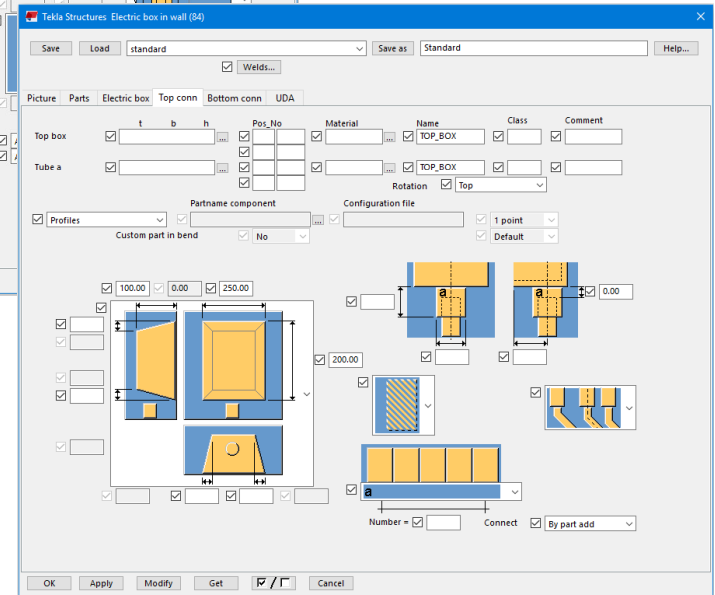 Tekla Structures Electric box in wall (84)
Save Load standard Save as Standard Help...
Welds...
Picture Parts Electric box Top conn Bottom conn UDA
t b h Pos_No Material Name Class Comment
Top box ... ... TOP_BOX
Tube a ... ... TOP_BOX
Rotation Top
Partname component Configuration file
Profiles ... 1 point
Custom part in bend No Default
100.00 0.00 250.00
a a 0.00
200.00
a
Number = Connect By part add
OK Apply Modify Get / Cancel